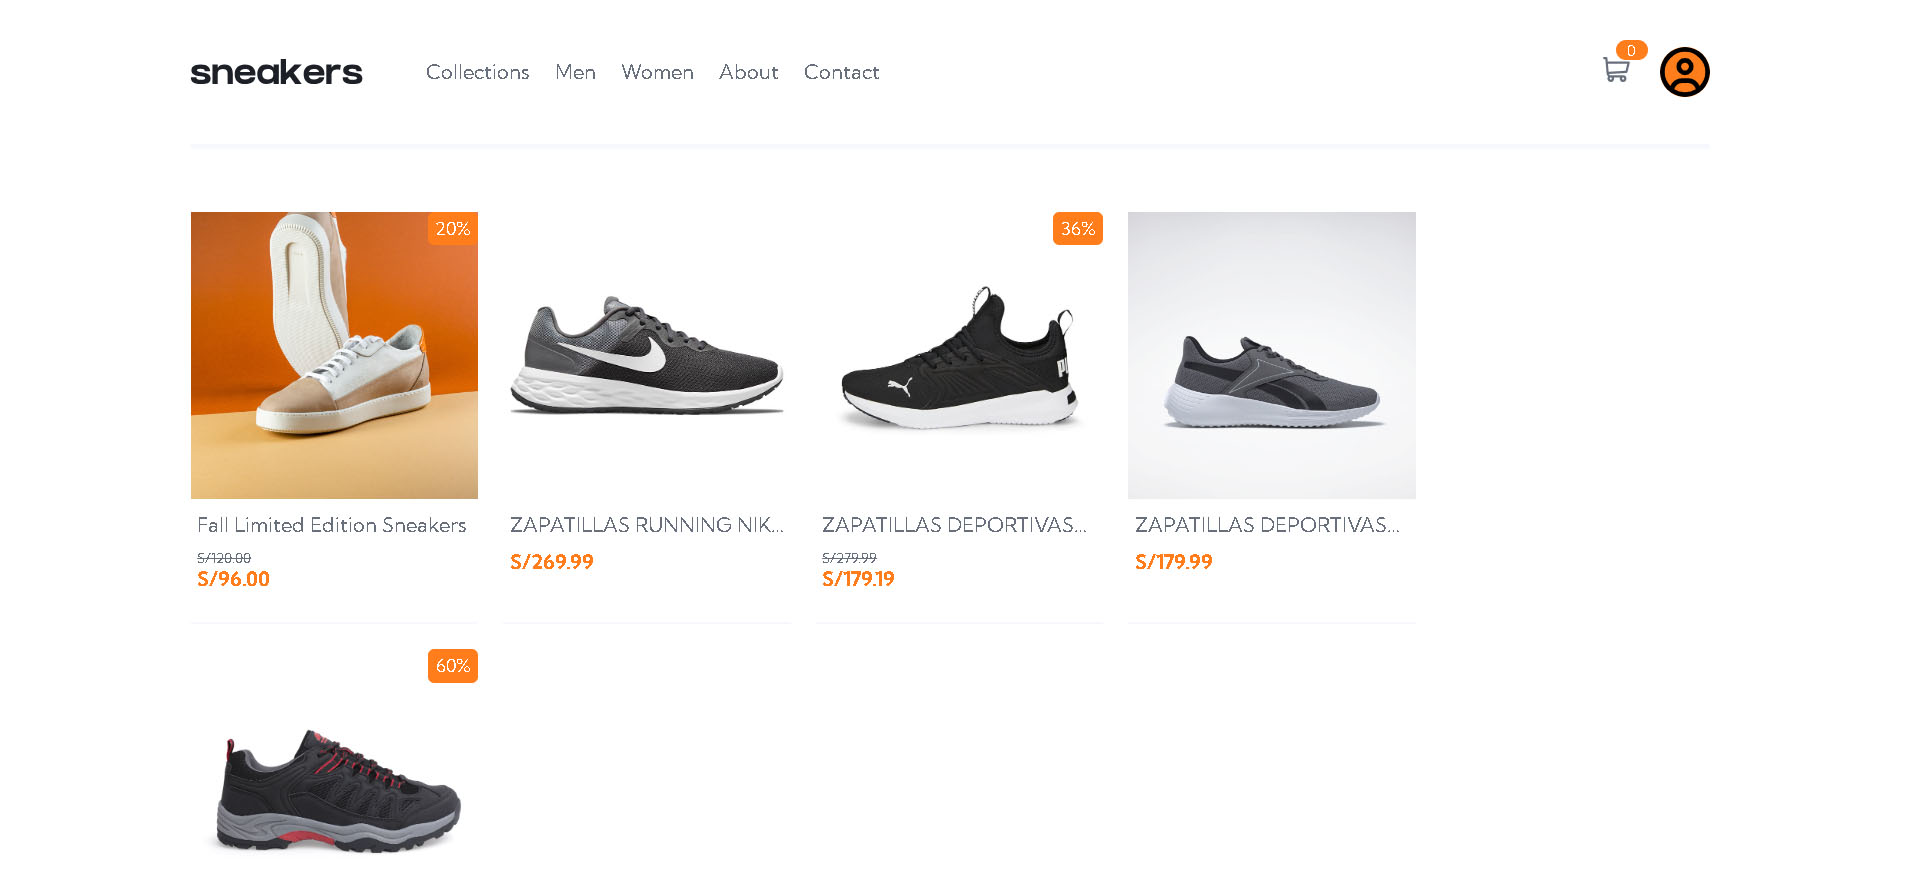 sneakers
Collections Men Women About Contact
0
20%
36%
Fall Limited Edition Sneakers
S/120.00
S/96.00
ZAPATILLAS RUNNING NIK...
S/269.99
ZAPATILLAS DEPORTIVAS...
S/279.99
S/179.19
ZAPATILLAS DEPORTIVAS...
S/179.99
60%